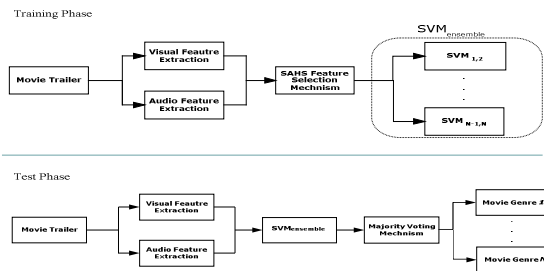 Training Phase
SVM ensemble
Visual Feautre
Extraction
SVM 1,2
Movie Trailer
SAHS Feature
Selection
Mechnism
.
.
.
Audio Feature
Extraction
SVM N-1,N
Test Phase
Visual Feature
Extraction
Movie Genre 1
Movie Trailer
SVMensemble
Majority Voting
Mechnism
.
.
.
Audio Feature
Extraction
Movie Genre N